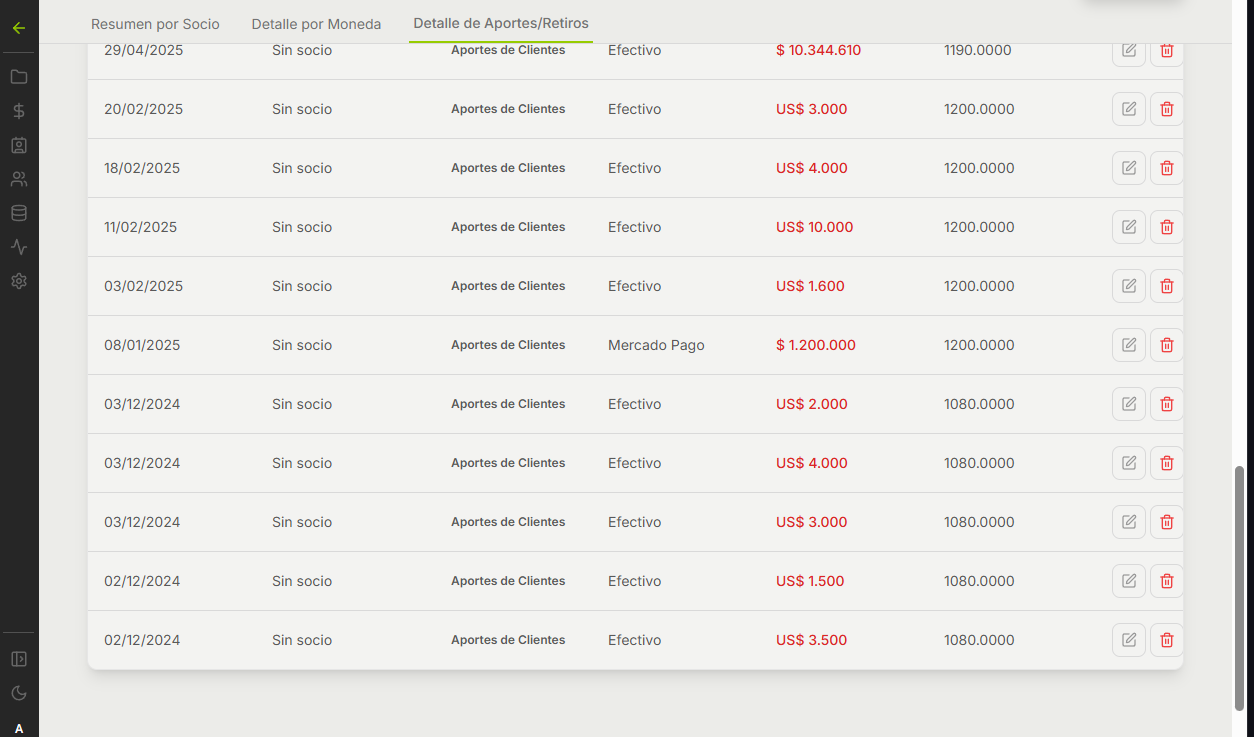 Resumen por Socio Detalle por Moneda Detalle de Aportes/Retiros
29/04/2025 Sin socio Aportes de Clientes Efectivo $ 10.344.610 1190.0000
20/02/2025 Sin socio Aportes de Clientes Efectivo US$ 3.000 1200.0000
18/02/2025 Sin socio Aportes de Clientes Efectivo US$ 4.000 1200.0000
11/02/2025 Sin socio Aportes de Clientes Efectivo US$ 10.000 1200.0000
03/02/2025 Sin socio Aportes de Clientes Efectivo US$ 1.600 1200.0000
08/01/2025 Sin socio Aportes de Clientes Mercado Pago $ 1.200.000 1200.0000
03/12/2024 Sin socio Aportes de Clientes Efectivo US$ 2.000 1080.0000
03/12/2024 Sin socio Aportes de Clientes Efectivo US$ 4.000 1080.0000
03/12/2024 Sin socio Aportes de Clientes Efectivo US$ 3.000 1080.0000
02/12/2024 Sin socio Aportes de Clientes Efectivo US$ 1.500 1080.0000
02/12/2024 Sin socio Aportes de Clientes Efectivo US$ 3.500 1080.0000
A